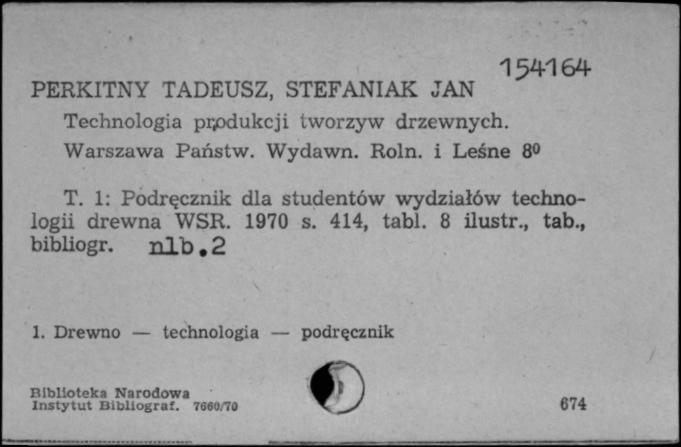 154164
PERKITNY TADEUSZ, STEFANIAK JAN
Technologia produkcji tworzyw drzewnych.
Warszawa Państw. Wydawn. Roln. i Leśne 8⁰
T. 1: Podręcznik dla studentów wydziałów techno-
logii drewna WSR. 1970 s. 414, tabl. 8 ilustr., tab.,
bibliogr. nlb.2
1. Drewno — technologia — podręcznik
Biblioteka Narodowa
Instytut Bibliograf. 7660/70
674